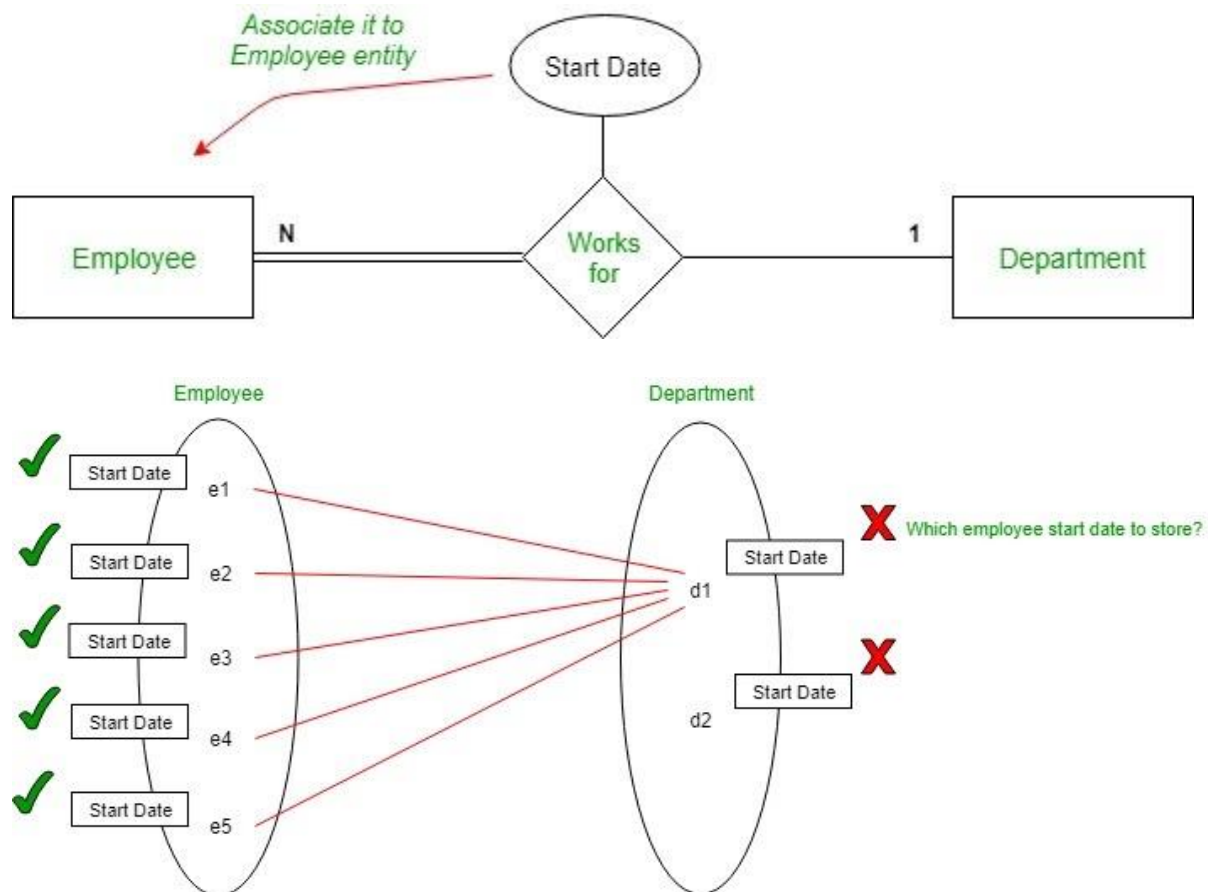 Associate it to
Employee entity
Start Date
Employee
N
Works
for
1
Department
Employee
Department
Start Date
e1
Start Date
e2
Start Date
e3
Start Date
e4
Start Date
e5
X Which employee start date to store?
Start Date
d1
X
Start Date
d2